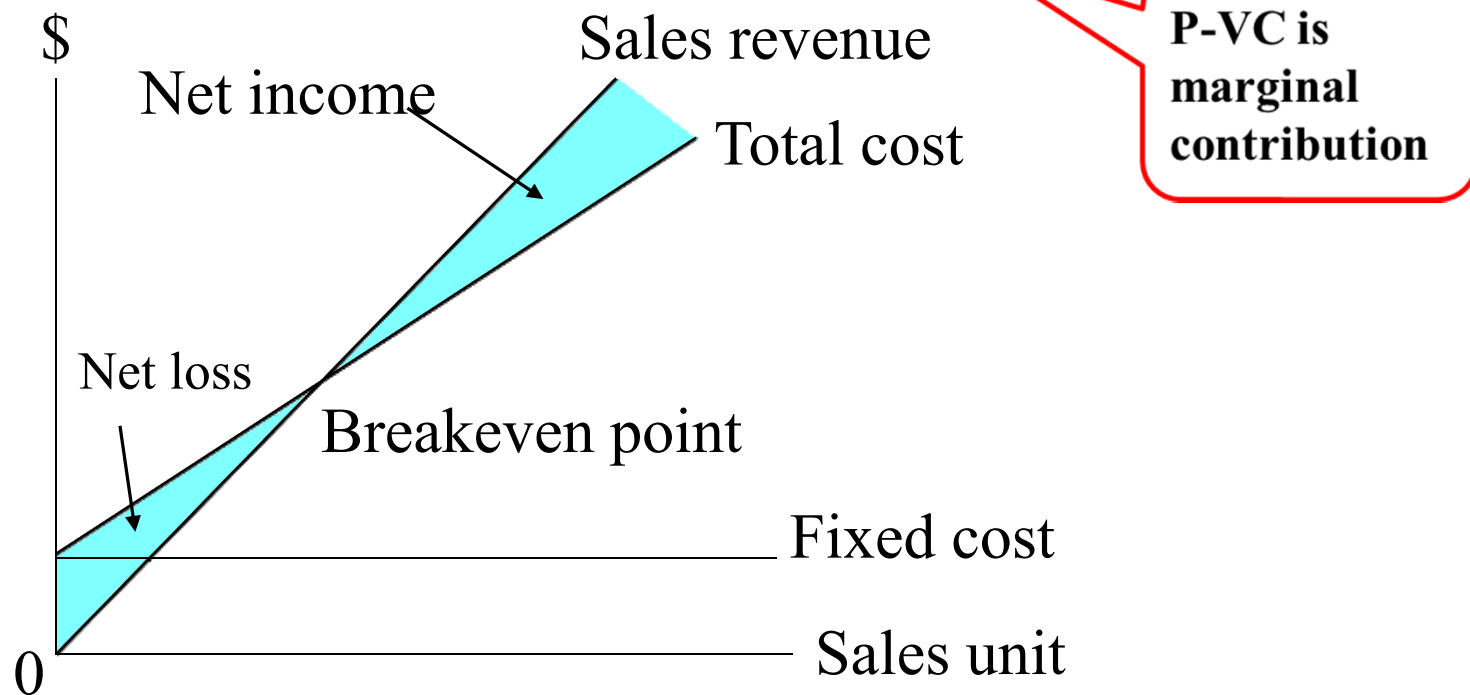 $
Sales revenue
P-VC is
marginal
contribution
Net income
Total cost
Net loss
Breakeven point
Fixed cost
Sales unit
0